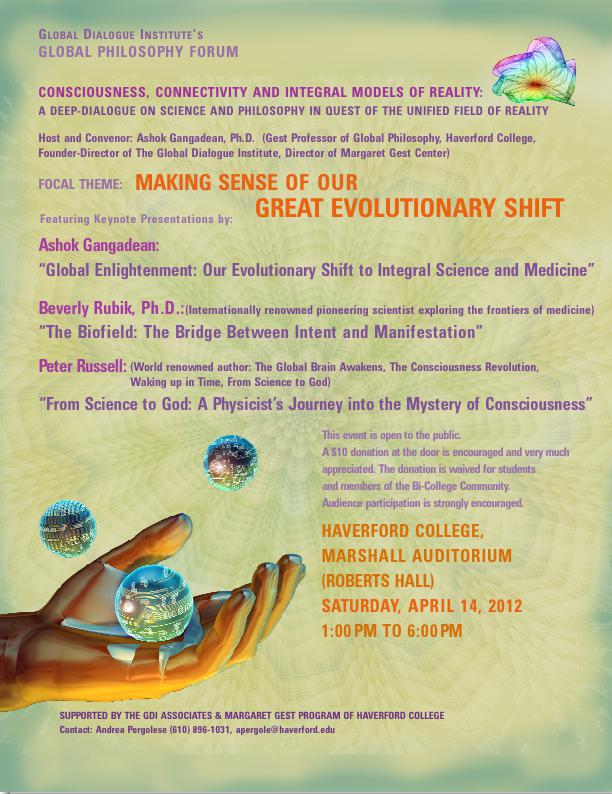 GLOBAL DIALOGUE INSTITUTE'S
GLOBAL PHILOSOPHY FORUM
CONSCIOUSNESS, CONNECTIVITY AND INTEGRAL MODELS OF REALITY:
A DEEP-DIALOGUE ON SCIENCE AND PHILOSOPHY IN QUEST OF THE UNIFIED FIELD OF REALITY
Host and Convenor: Ashok Gangadean, Ph.D. (Gest Professor of Global Philosophy, Haverford College,
Founder-Director of The Global Dialogue Institute, Director of Margaret Gest Center)
FOCAL THEME: MAKING SENSE OF OUR
GREAT EVOLUTIONARY SHIFT
Featuring Keynote Presentations by:
Ashok Gangadean:
“Global Enlightenment: Our Evolutionary Shift to Integral Science and Medicine”
Beverly Rubik, Ph.D.:(Internationally renowned pioneering scientist exploring the frontiers of medicine)
“The Biofield: The Bridge Between Intent and Manifestation”
Peter Russell: (World renowned author: The Global Brain Awakens, The Consciousness Revolution,
Waking up in Time, From Science to God)
“From Science to God: A Physicist’s Journey into the Mystery of Consciousness”
This event is open to the public.
A $10 donation at the door is encouraged and very much
appreciated. The donation is waived for students
and members of the Bi-College Community.
Audience participation is strongly encouraged.
HAVERFORD COLLEGE,
MARSHALL AUDITORIUM
(ROBERTS HALL)
SATURDAY, APRIL 14, 2012
1:00 PM TO 6:00 PM
SUPPORTED BY THE GDI ASSOCIATES & MARGARET GEST PROGRAM OF HAVERFORD COLLEGE
Contact: Andrea Pergolese (610) 896-1031, apergole@haverford.edu